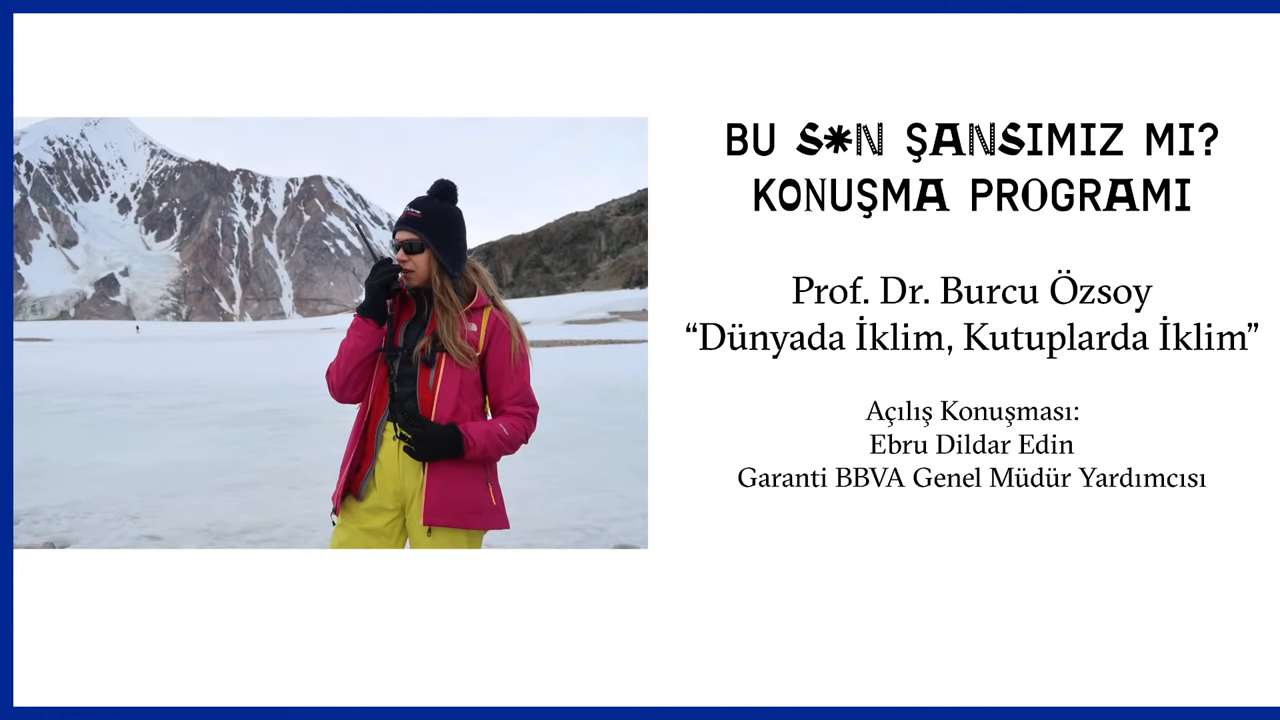 BU S*N ŞANSIMIZ MI?
KONUŞMA PROGRAMI
Prof. Dr. Burcu Özsoy
“Dünyada İklim, Kutuplarda İklim”
Açılış Konuşması:
Ebru Dildar Edin
Garanti BBVA Genel Müdür Yardımcısı